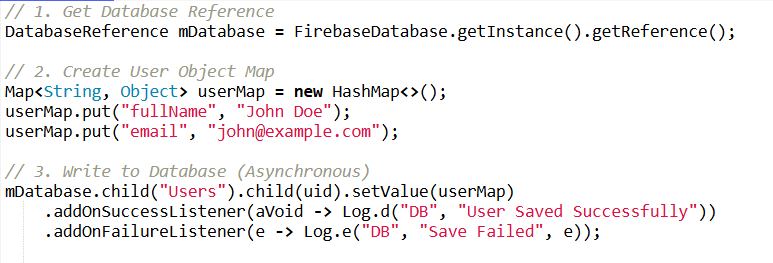 // 1. Get Database Reference
DatabaseReference mDatabase = FirebaseDatabase.getInstance().getReference();

// 2. Create User Object Map
Map<String, Object> userMap = new HashMap<>();
userMap.put("fullName", "John Doe");
userMap.put("email", "john@example.com");

// 3. Write to Database (Asynchronous)
mDatabase.child("Users").child(uid).setValue(userMap)
    .addOnSuccessListener(aVoid -> Log.d("DB", "User Saved Successfully"))
    .addOnFailureListener(e -> Log.e("DB", "Save Failed", e));